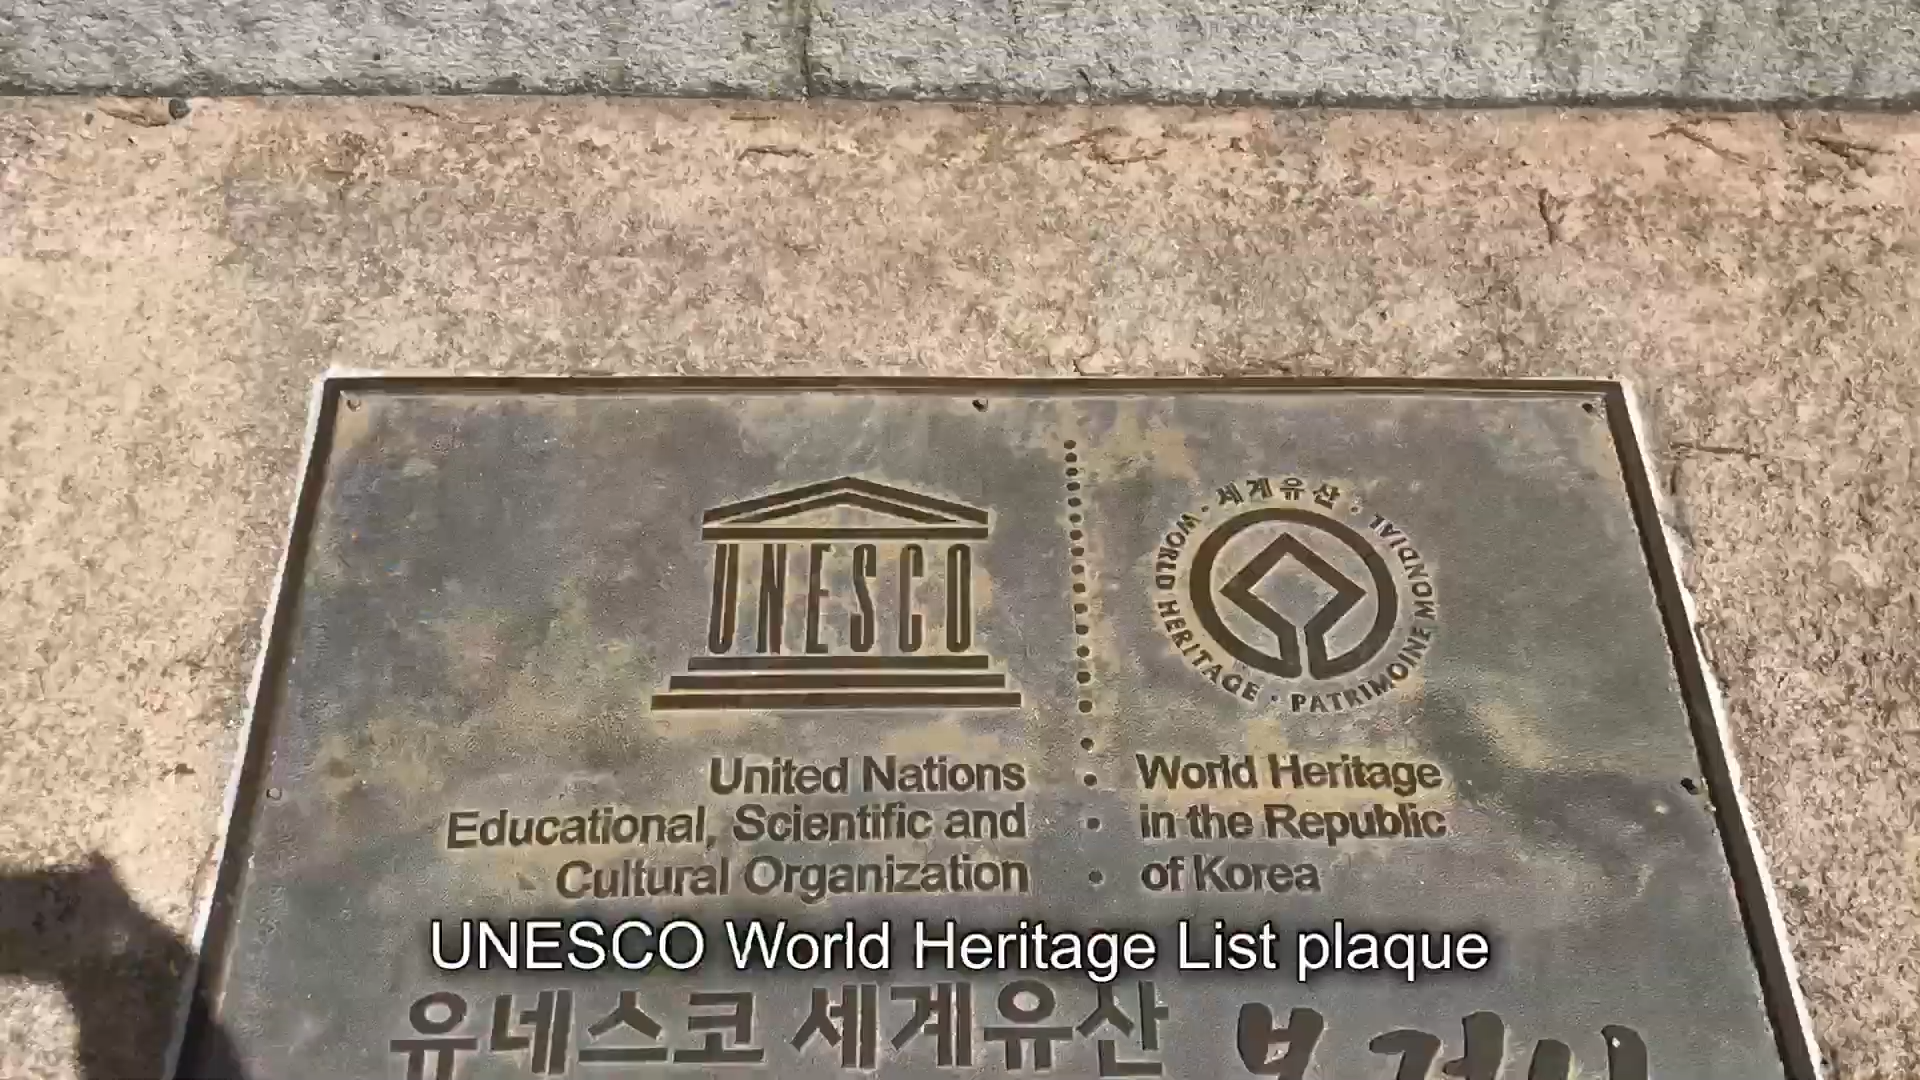 UNESCO
· 세계유산 · WORLD HERITAGE · PATRIMOINE MONDIAL
United Nations
Educational, Scientific and
Cultural Organization
World Heritage
in the Republic
of Korea
UNESCO World Heritage List plaque
유네스코 세계유산